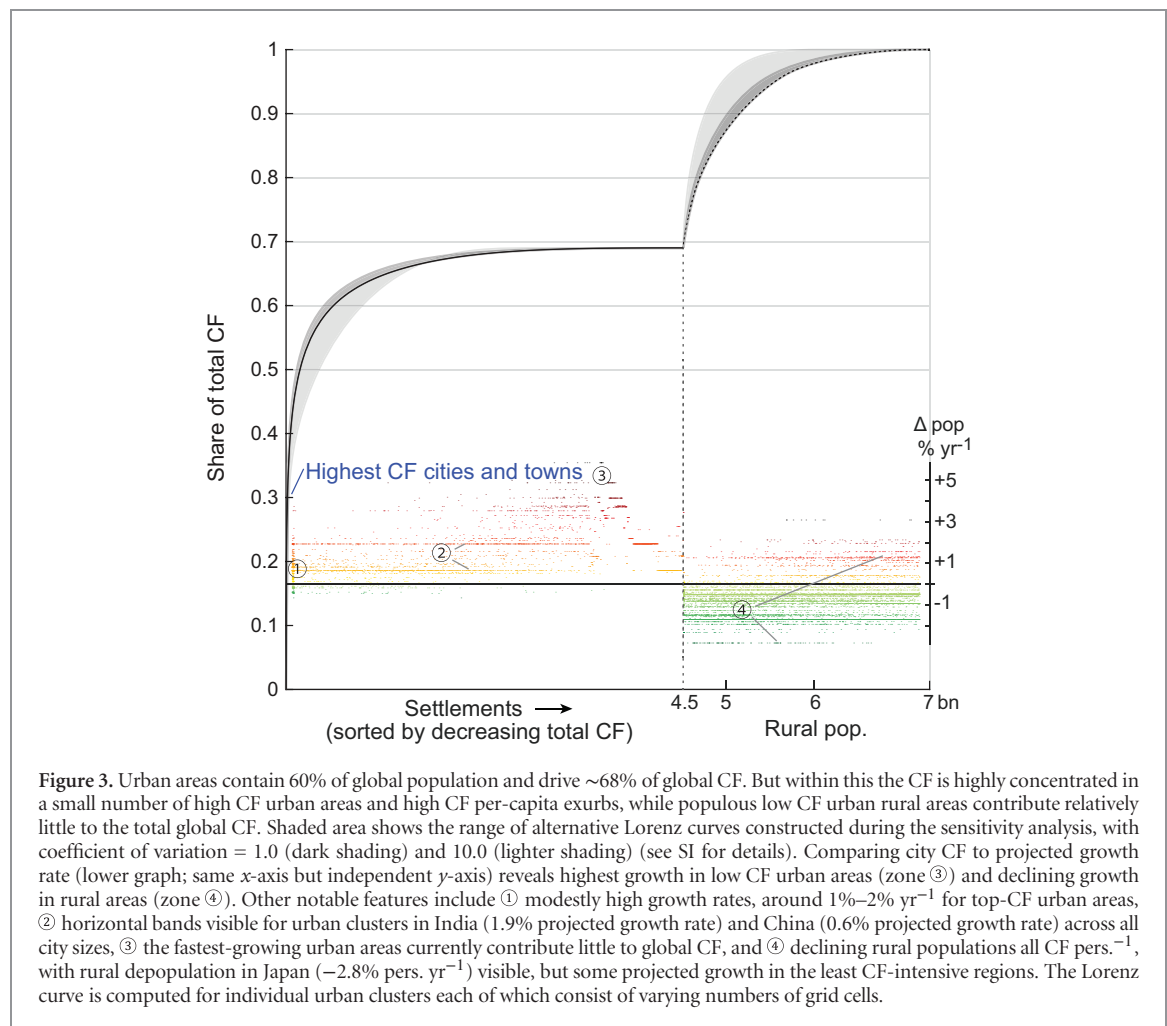 1
0.9
0.8
0.7
0.6
0.5
0.4
0.3
0.2
0.1
0
Share of total CF
Highest CF cities and towns
③
②
①
④
Δ pop
% yr⁻¹
+5
+3
+1
-1
4.5 5 6 7 bn
Settlements →
(sorted by decreasing total CF)
Rural pop.
Figure 3. Urban areas contain 60% of global population and drive ~68% of global CF. But within this the CF is highly concentrated in
a small number of high CF urban areas and high CF per-capita exurbs, while populous low CF urban rural areas contribute relatively
little to the total global CF. Shaded area shows the range of alternative Lorenz curves constructed during the sensitivity analysis, with
coefficient of variation = 1.0 (dark shading) and 10.0 (lighter shading) (see SI for details). Comparing city CF to projected growth
rate (lower graph; same x-axis but independent y-axis) reveals highest growth in low CF urban areas (zone ③) and declining growth
in rural areas (zone ④). Other notable features include ① modestly high growth rates, around 1%–2% yr⁻¹ for top-CF urban areas,
② horizontal bands visible for urban clusters in India (1.9% projected growth rate) and China (0.6% projected growth rate) across all
city sizes, ③ the fastest-growing urban areas currently contribute little to global CF, and ④ declining rural populations all CF pers.⁻¹,
with rural depopulation in Japan (−2.8% pers. yr⁻¹) visible, but some projected growth in the least CF-intensive regions. The Lorenz
curve is computed for individual urban clusters each of which consist of varying numbers of grid cells.